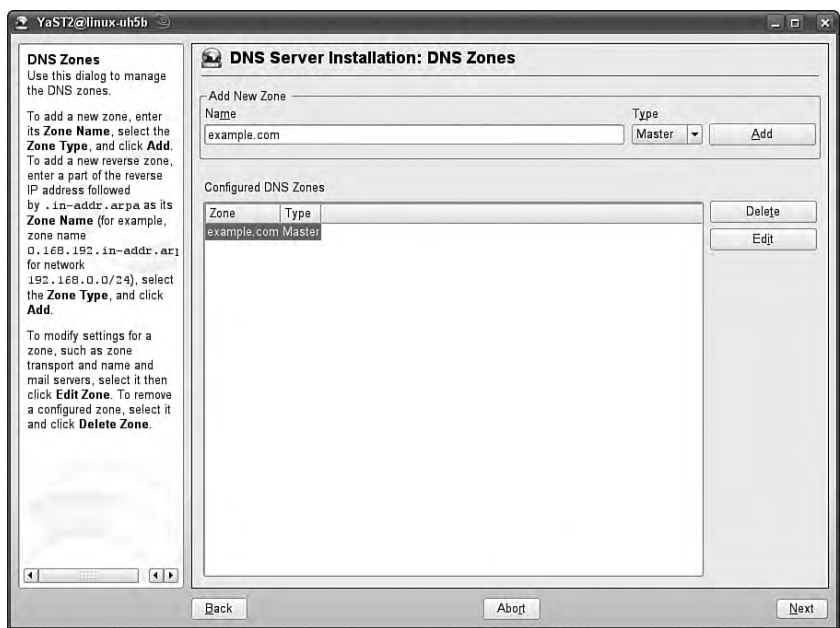 YaST2@linux-uh5b
DNS Zones
Use this dialog to manage
the DNS zones.
To add a new zone, enter
its Zone Name, select the
Zone Type, and click Add.
To add a new reverse zone,
enter a part of the reverse
IP address followed
by .in-addr.arpa as its
Zone Name (for example,
zone name
0.168.192.in-addr.arp
for network
192.168.0.0/24), select
the Zone Type, and click
Add.
To modify settings for a
zone, such as zone
transport and name and
mail servers, select it then
click Edit Zone. To remove
a configured zone, select it
and click Delete Zone.
DNS Server Installation: DNS Zones
Add New Zone
Name Type
example.com Master Add
Configured DNS Zones
Zone Type
example.com Master
Delete
Edit
Back Abort Next